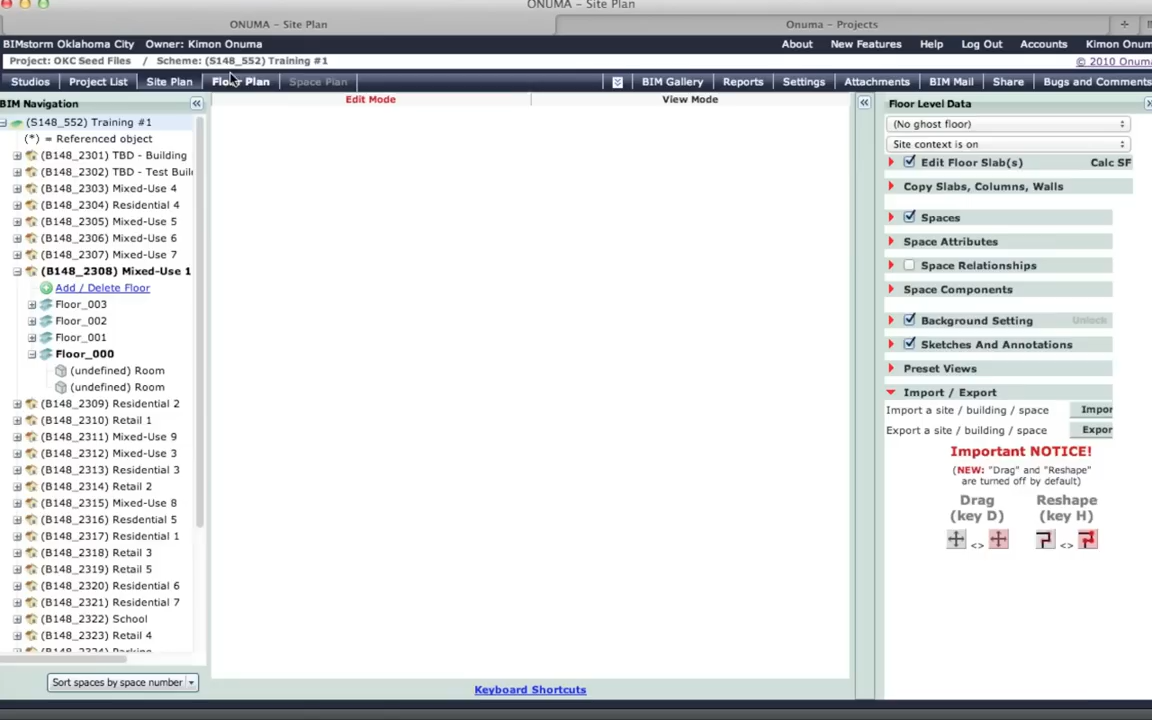 ONUMA – Site Plan
ONUMA – Site Plan
Onuma – Projects
BIMstorm Oklahoma City Owner: Kimon Onuma
About New Features Help Log Out Accounts Kimon Onum
Project: OKC Seed Files / Scheme: (S148_552) Training #1
© 2010 Onum
Studios Project List Site Plan Floor Plan Space Plan
BIM Gallery Reports Settings Attachments BIM Mail Share Bugs and Comments
BIM Navigation
(S148_552) Training #1
(*) = Referenced object
(B148_2301) TBD - Building
(B148_2302) TBD - Test Buil
(B148_2303) Mixed-Use 4
(B148_2304) Residential 4
(B148_2305) Mixed-Use 5
(B148_2306) Mixed-Use 6
(B148_2307) Mixed-Use 7
(B148_2308) Mixed-Use 1
Add / Delete Floor
Floor_003
Floor_002
Floor_001
Floor_000
(undefined) Room
(undefined) Room
(B148_2309) Residential 2
(B148_2310) Retail 1
(B148_2311) Mixed-Use 9
(B148_2312) Mixed-Use 3
(B148_2313) Residential 3
(B148_2314) Retail 2
(B148_2315) Mixed-Use 8
(B148_2316) Resdential 5
(B148_2317) Residential 1
(B148_2318) Retail 3
(B148_2319) Retail 5
(B148_2320) Residential 6
(B148_2321) Residential 7
(B148_2322) School
(B148_2323) Retail 4
(B148_2324) Parking
Sort spaces by space number
Edit Mode
View Mode
Keyboard Shortcuts
Floor Level Data
(No ghost floor)
Site context is on
Edit Floor Slab(s) Calc SF
Copy Slabs, Columns, Walls
Spaces
Space Attributes
Space Relationships
Space Components
Background Setting Unlock
Sketches And Annotations
Preset Views
Import / Export
Import a site / building / space Impor
Export a site / building / space Expor
Important NOTICE!
(NEW: "Drag" and "Reshape"
are turned off by default)
Drag Reshape
(key D) (key H)
<> <>